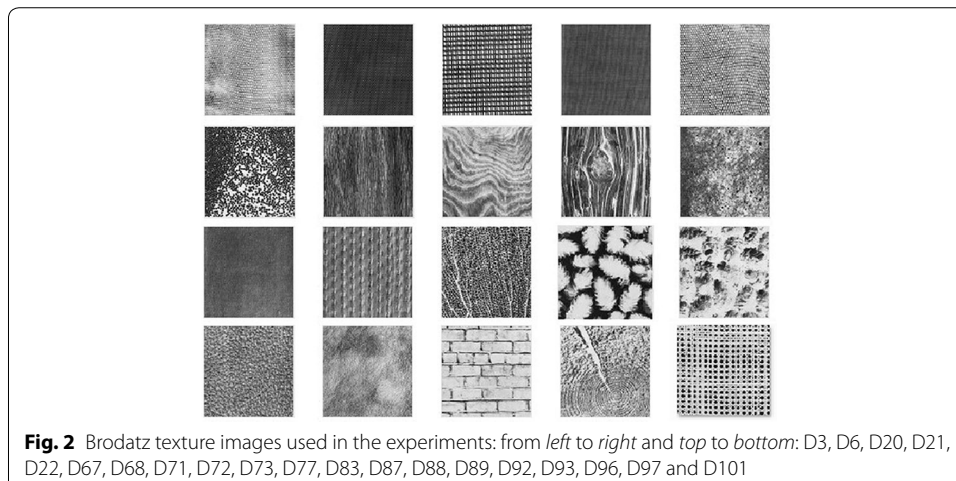 Fig. 2 Brodatz texture images used in the experiments: from left to right and top to bottom: D3, D6, D20, D21,
D22, D67, D68, D71, D72, D73, D77, D83, D87, D88, D89, D92, D93, D96, D97 and D101